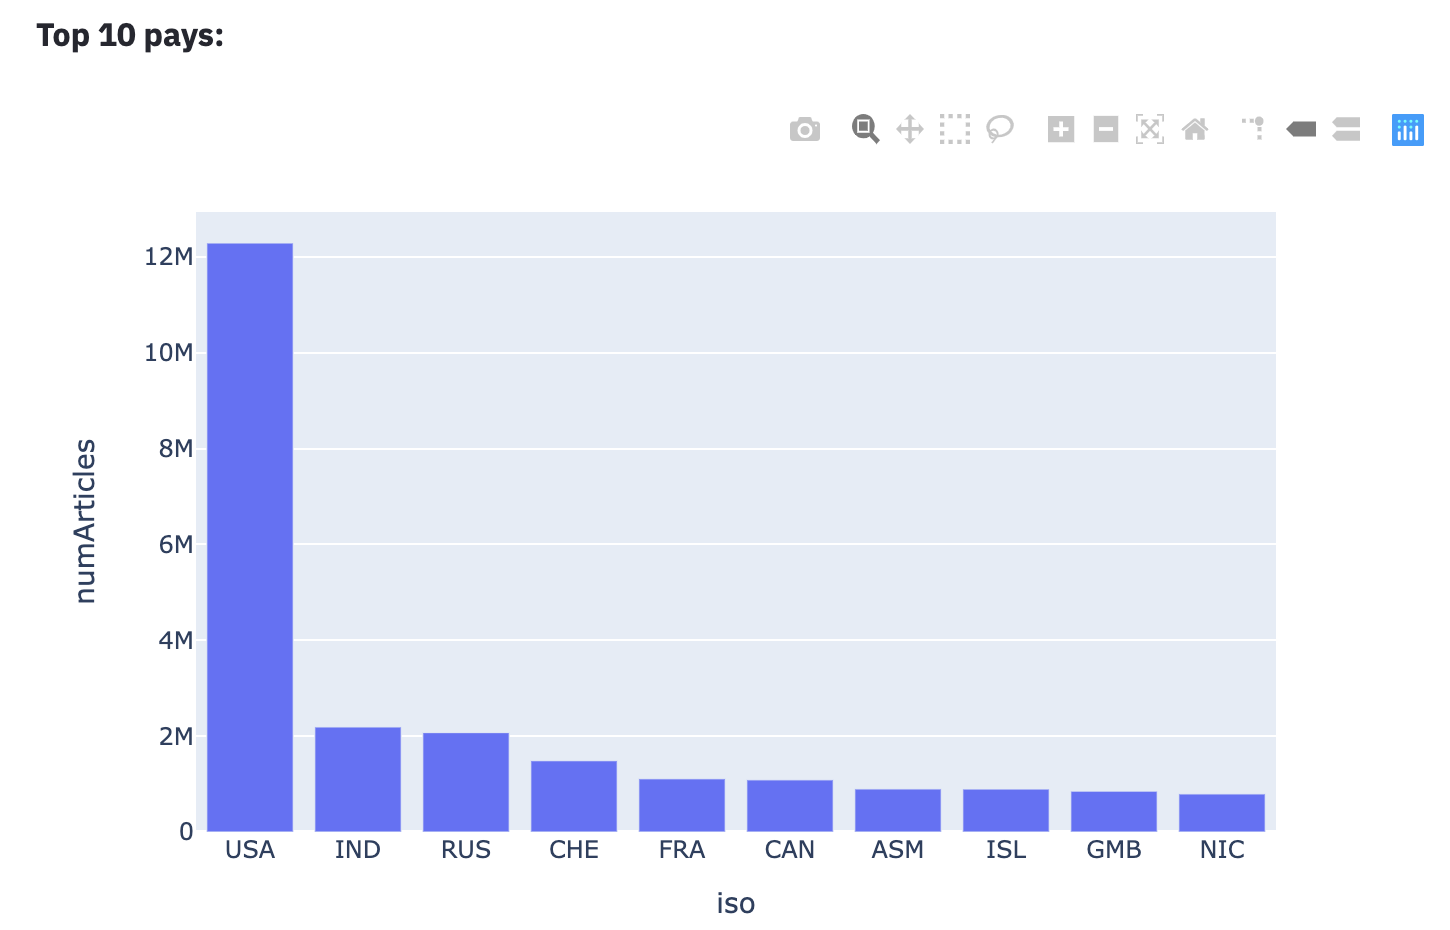 Top 10 pays:
12M
10M
8M
6M
4M
2M
0
numArticles
USA IND RUS CHE FRA CAN ASM ISL GMB NIC
iso